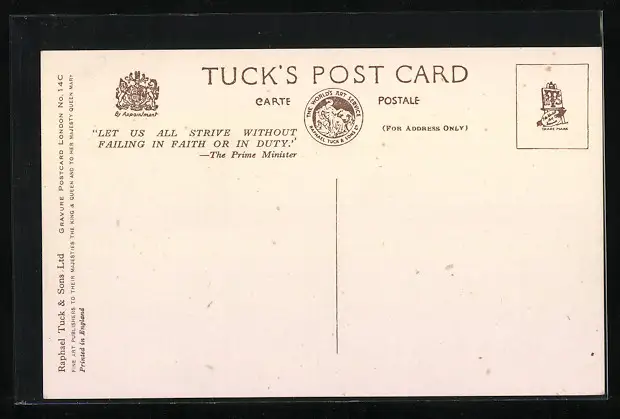 TUCK'S POST CARD
CARTE POSTALE
By Appointment
THE WORLD'S ART SERVICE
RAPHAEL TUCK & SONS LTD
(FOR ADDRESS ONLY)
TRADE MARK
"LET US ALL STRIVE WITHOUT
FAILING IN FAITH OR IN DUTY."
—The Prime Minister
Raphael Tuck & Sons Ltd GRAVURE POSTCARD LONDON NO. 14C
FINE ART PUBLISHERS TO THEIR MAJESTIES THE KING & QUEEN AND TO HER MAJESTY QUEEN MARY
Printed in England